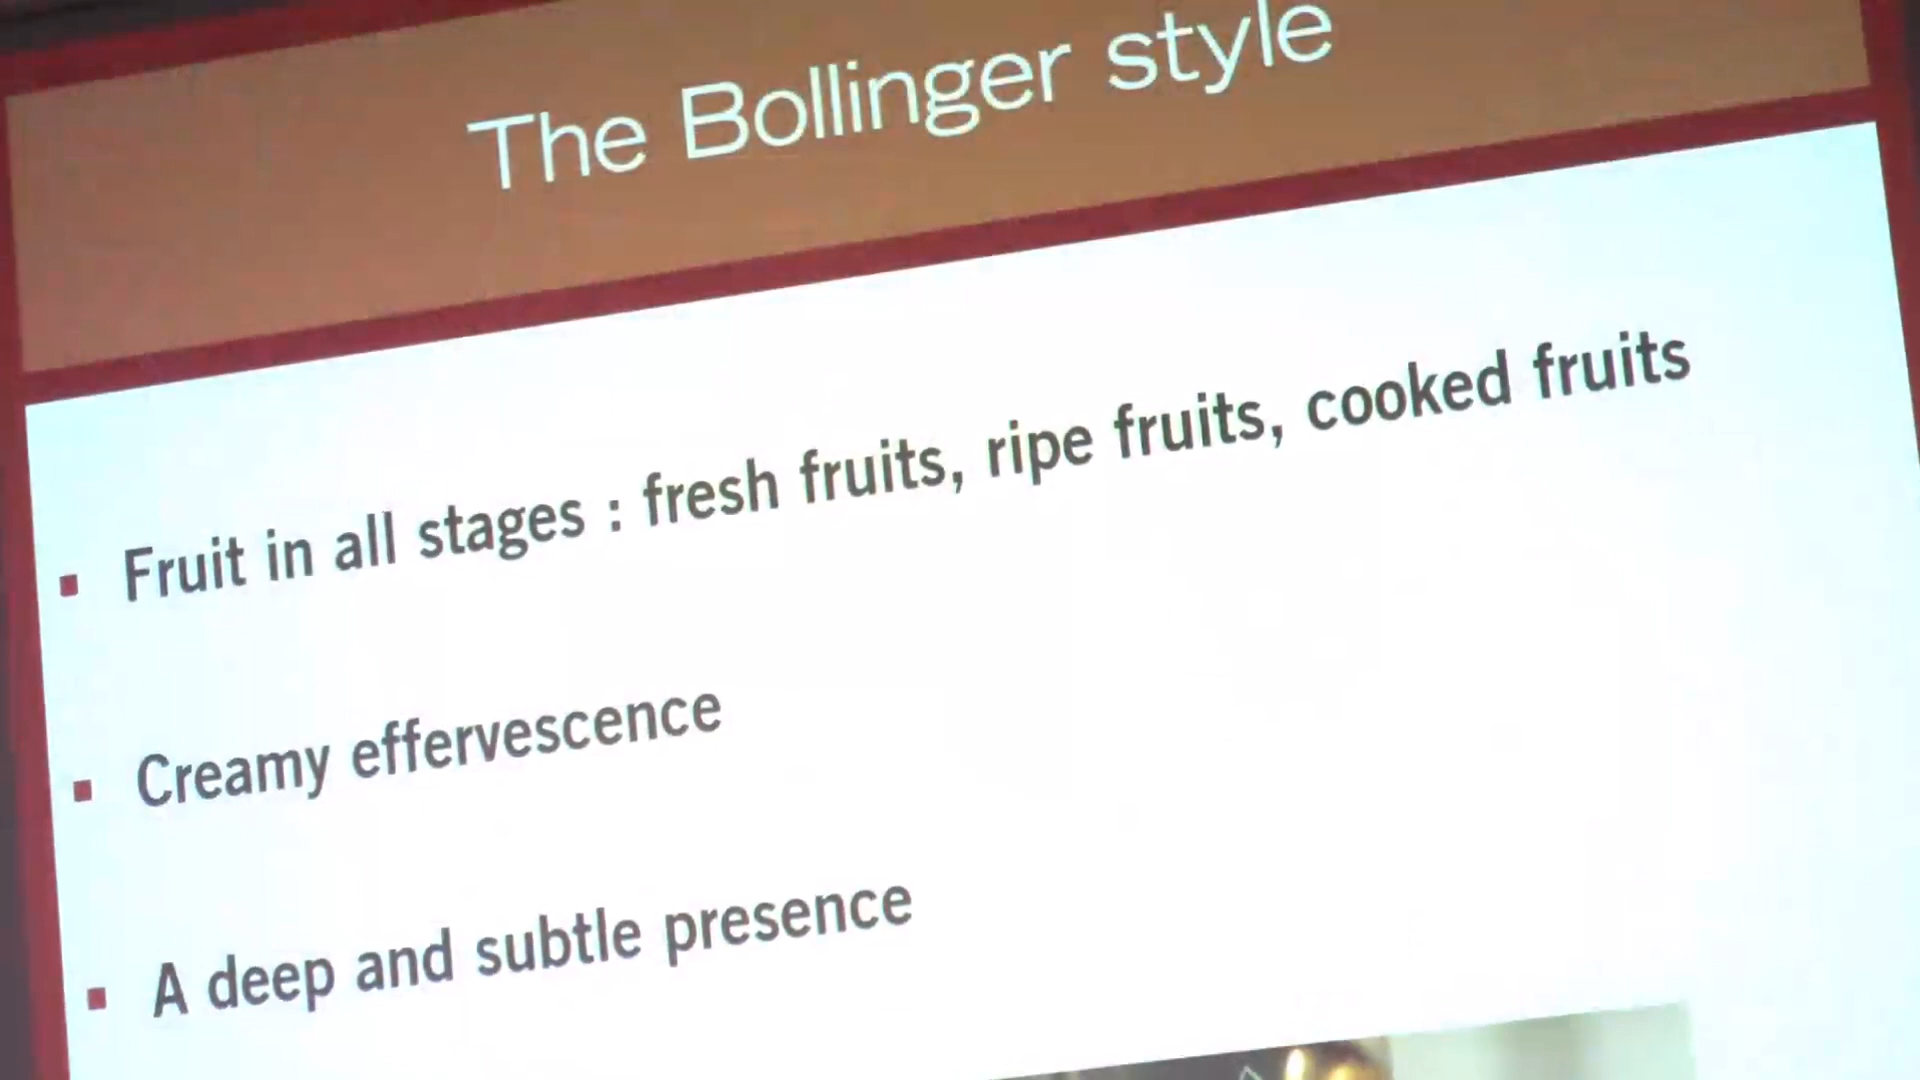 The Bollinger style
▪ Fruit in all stages : fresh fruits, ripe fruits, cooked fruits
▪ Creamy effervescence
▪ A deep and subtle presence